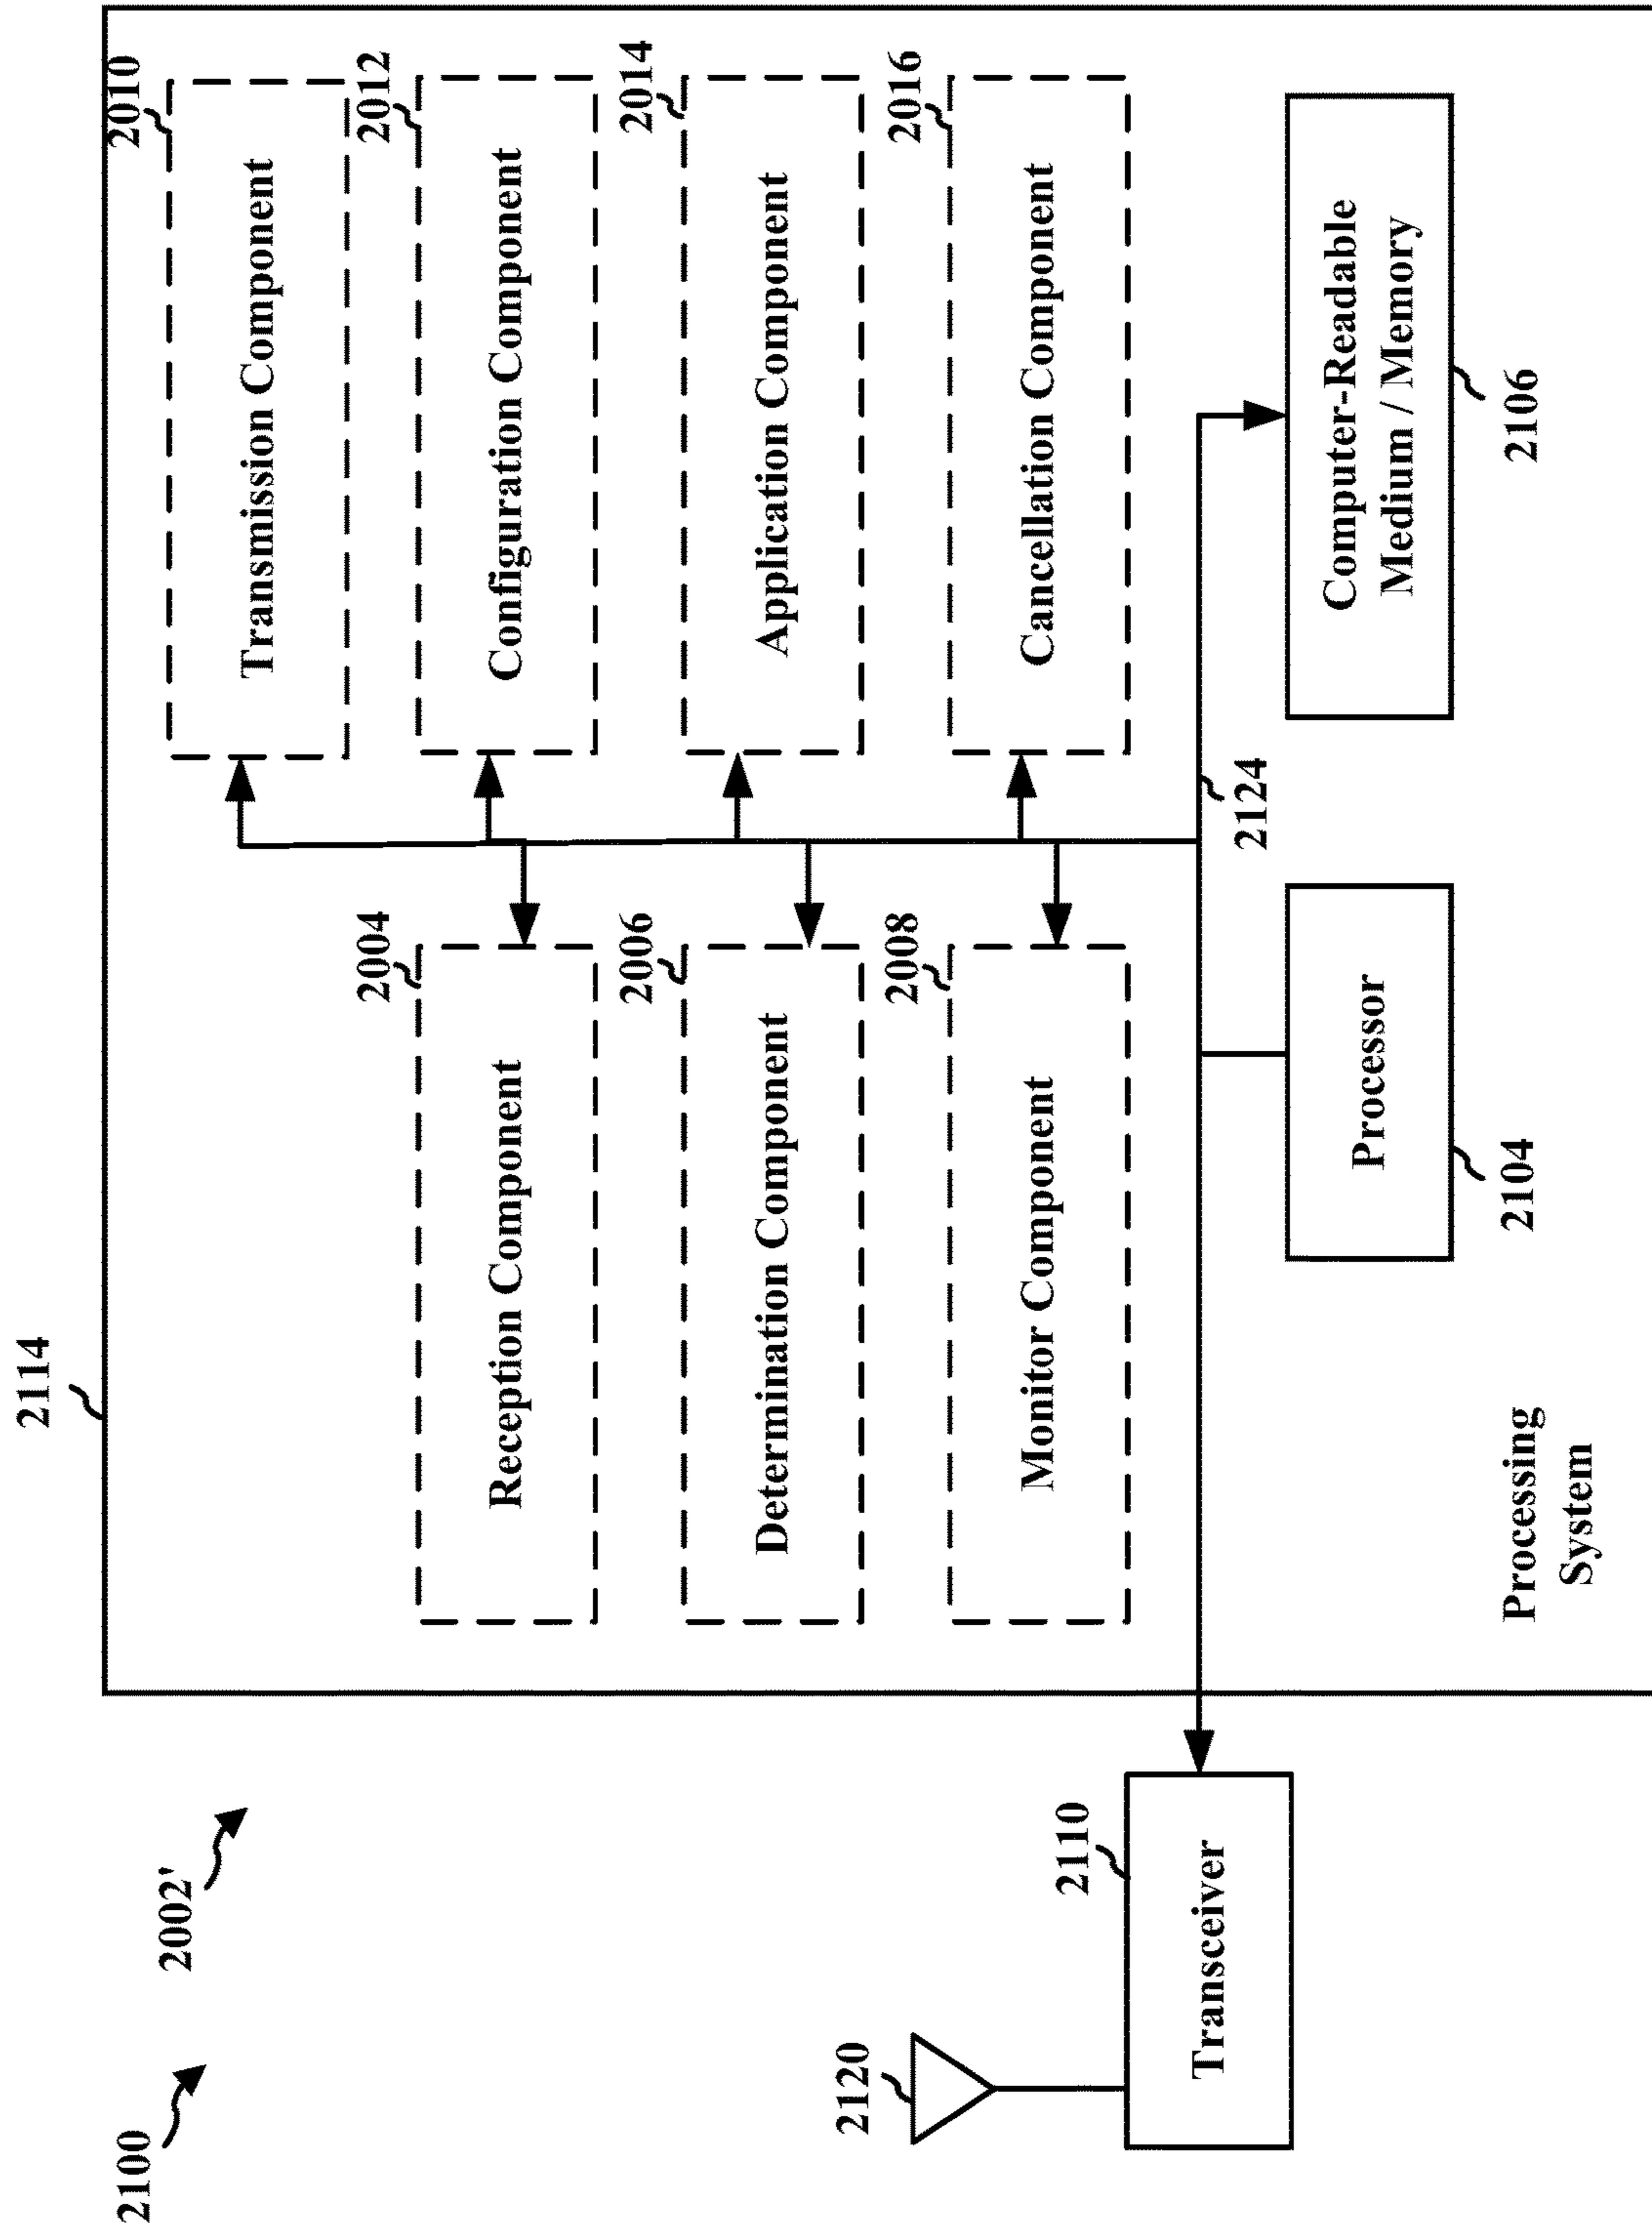 2100
2002'
2114
2010
Transmission Component
2004
Reception Component
2012
Configuration Component
2006
Determination Component
2014
Application Component
2008
Monitor Component
2016
Cancellation Component
2120
2110
Transceiver
2124
Processor
2104
Computer-Readable
Medium / Memory
2106
Processing
System